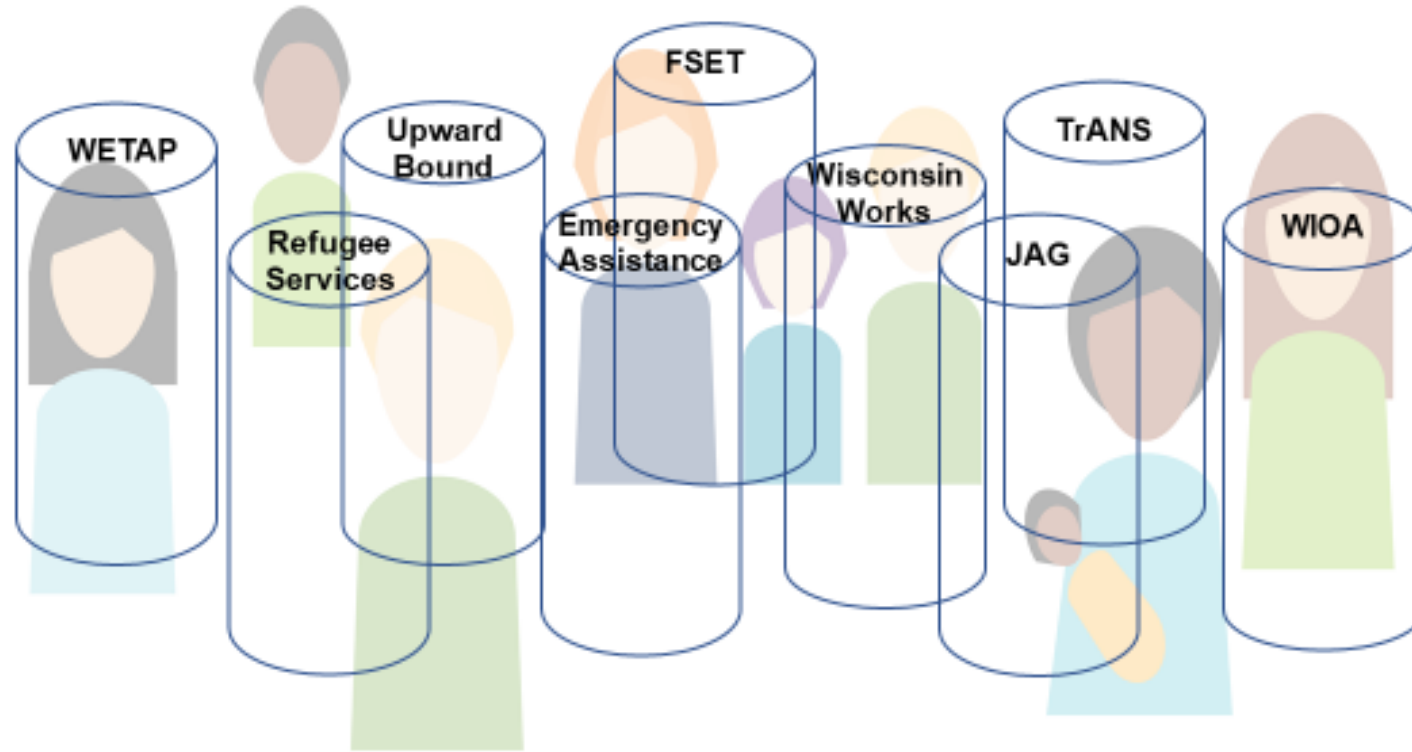 WETAP
Upward
Bound
FSET
TrANS
Refugee
Services
Emergency
Assistance
Wisconsin
Works
JAG
WIOA